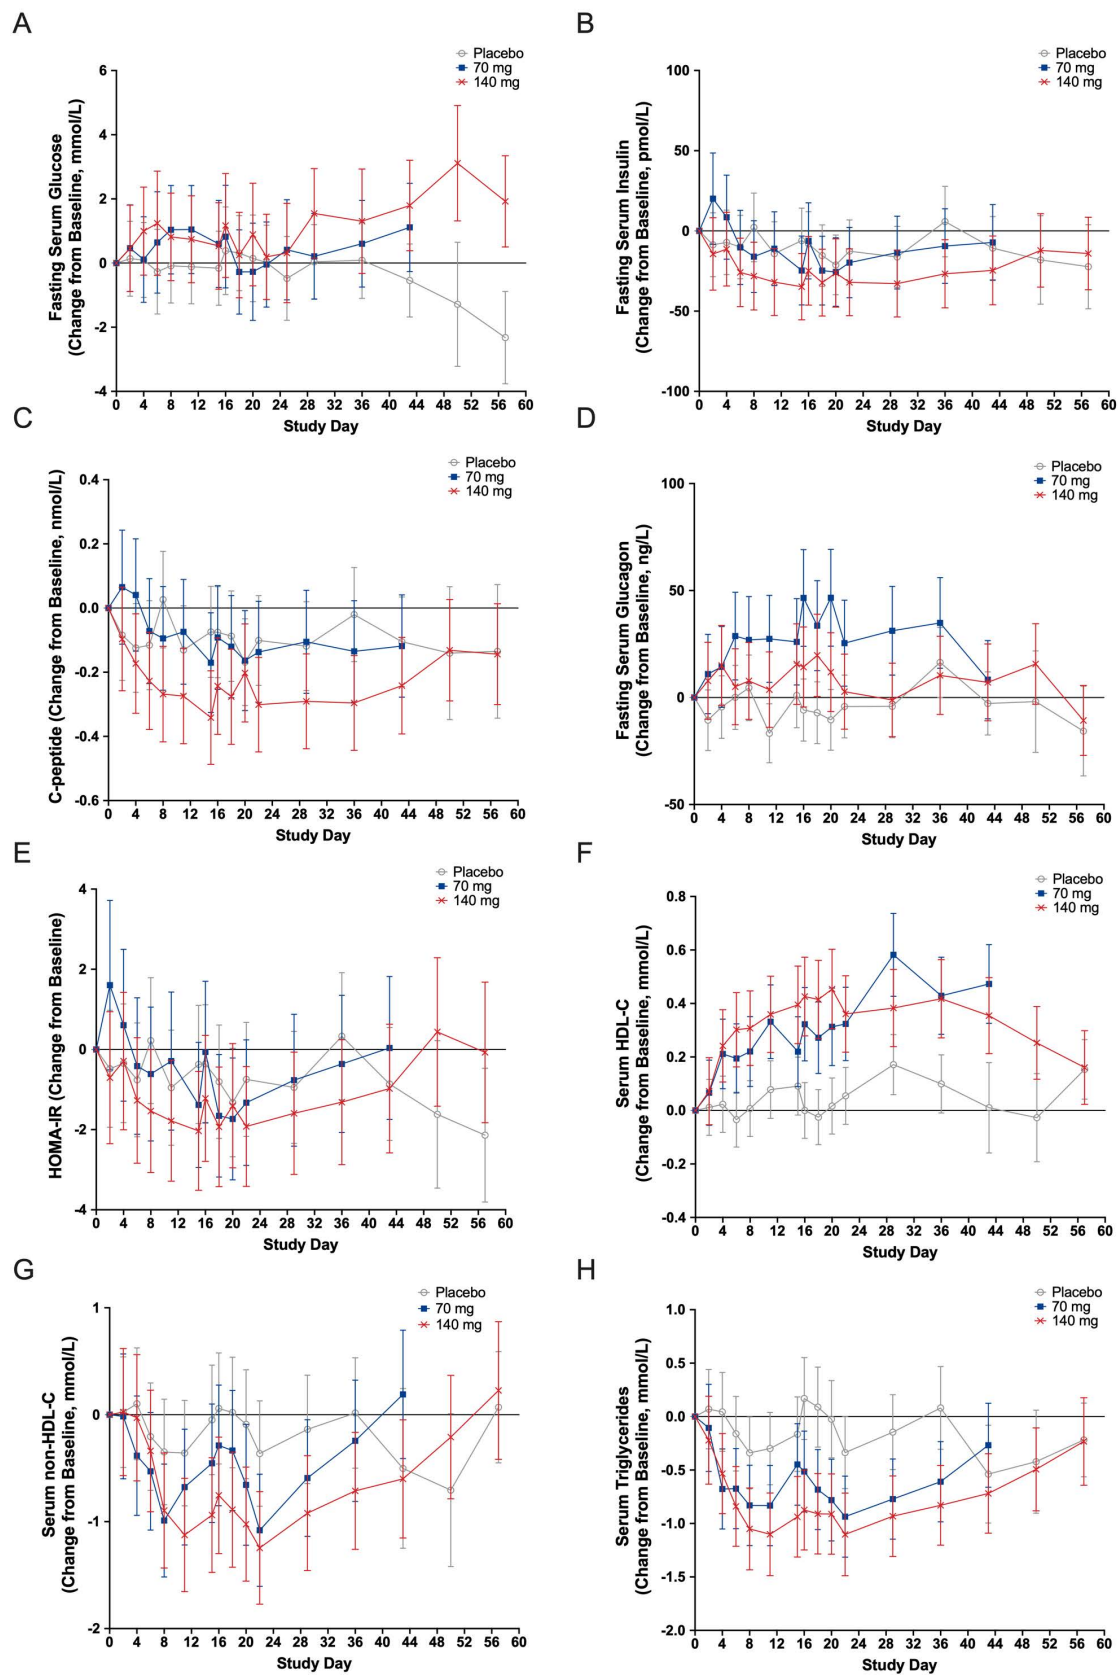 A
Placebo
70 mg
140 mg
Fasting Serum Glucose
(Change from Baseline, mmol/L)
6
4
2
0
-2
-4
0 4 8 12 16 20 24 28 32 36 40 44 48 52 56 60
Study Day
B
Placebo
70 mg
140 mg
Fasting Serum Insulin
(Change from Baseline, pmol/L)
100
50
0
-50
-100
0 4 8 12 16 20 24 28 32 36 40 44 48 52 56 60
Study Day
C
Placebo
70 mg
140 mg
C-peptide (Change from Baseline, nmol/L)
0.4
0.2
0.0
-0.2
-0.4
-0.6
0 4 8 12 16 20 24 28 32 36 40 44 48 52 56 60
Study Day
D
Placebo
70 mg
140 mg
Fasting Serum Glucagon
(Change from Baseline, ng/L)
100
50
0
-50
0 4 8 12 16 20 24 28 32 36 40 44 48 52 56 60
Study Day
E
Placebo
70 mg
140 mg
HOMA-IR (Change from Baseline)
4
2
0
-2
-4
0 4 8 12 16 20 24 28 32 36 40 44 48 52 56 60
Study Day
F
Placebo
70 mg
140 mg
Serum HDL-C
(Change from Baseline, mmol/L)
0.8
0.6
0.4
0.2
0.0
-0.2
-0.4
0 4 8 12 16 20 24 28 32 36 40 44 48 52 56 60
Study Day
G
Placebo
70 mg
140 mg
Serum non-HDL-C
(Change from Baseline, mmol/L)
1
0
-1
-2
0 4 8 12 16 20 24 28 32 36 40 44 48 52 56 60
Study Day
H
Placebo
70 mg
140 mg
Serum Triglycerides
(Change from Baseline, mmol/L)
1.0
0.5
0.0
-0.5
-1.0
-1.5
-2.0
0 4 8 12 16 20 24 28 32 36 40 44 48 52 56 60
Study Day